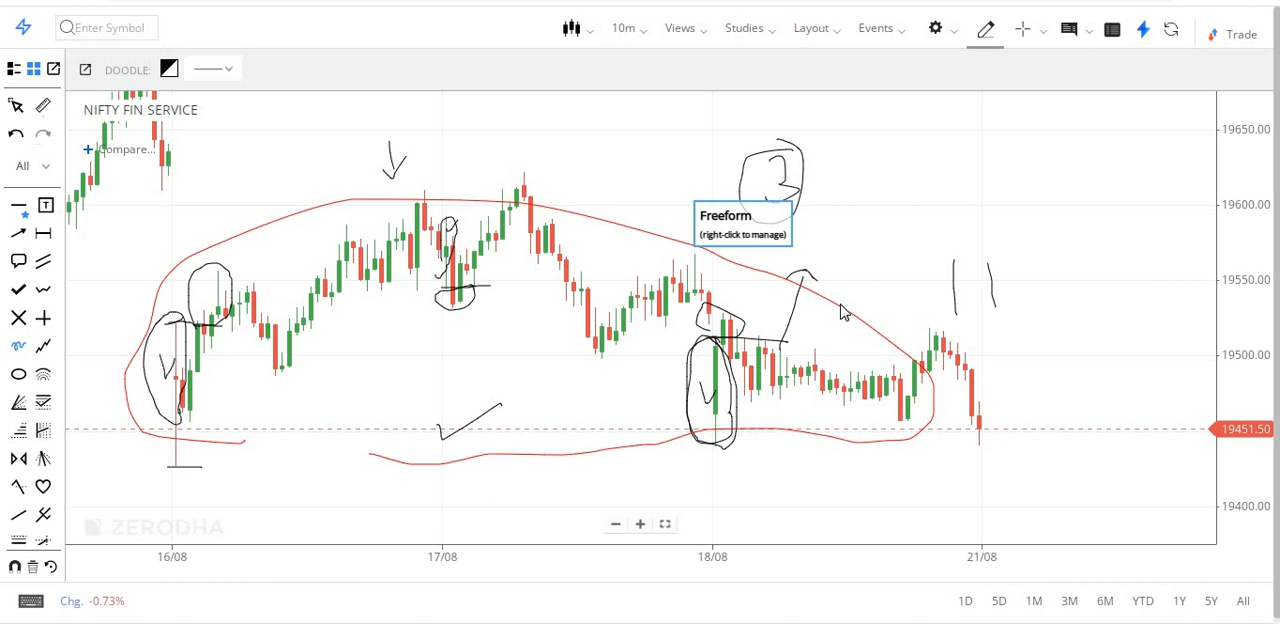 Enter Symbol
10m
Views
Studies
Layout
Events
Trade
DOODLE:
NIFTY FIN SERVICE
Compare...
All
T
Freeform
(right-click to manage)
19650.00
19600.00
19550.00
19500.00
19451.50
19400.00
ZERODHA
16/08
17/08
18/08
21/08
Chg. -0.73%
1D 5D 1M 3M 6M YTD 1Y 5Y All